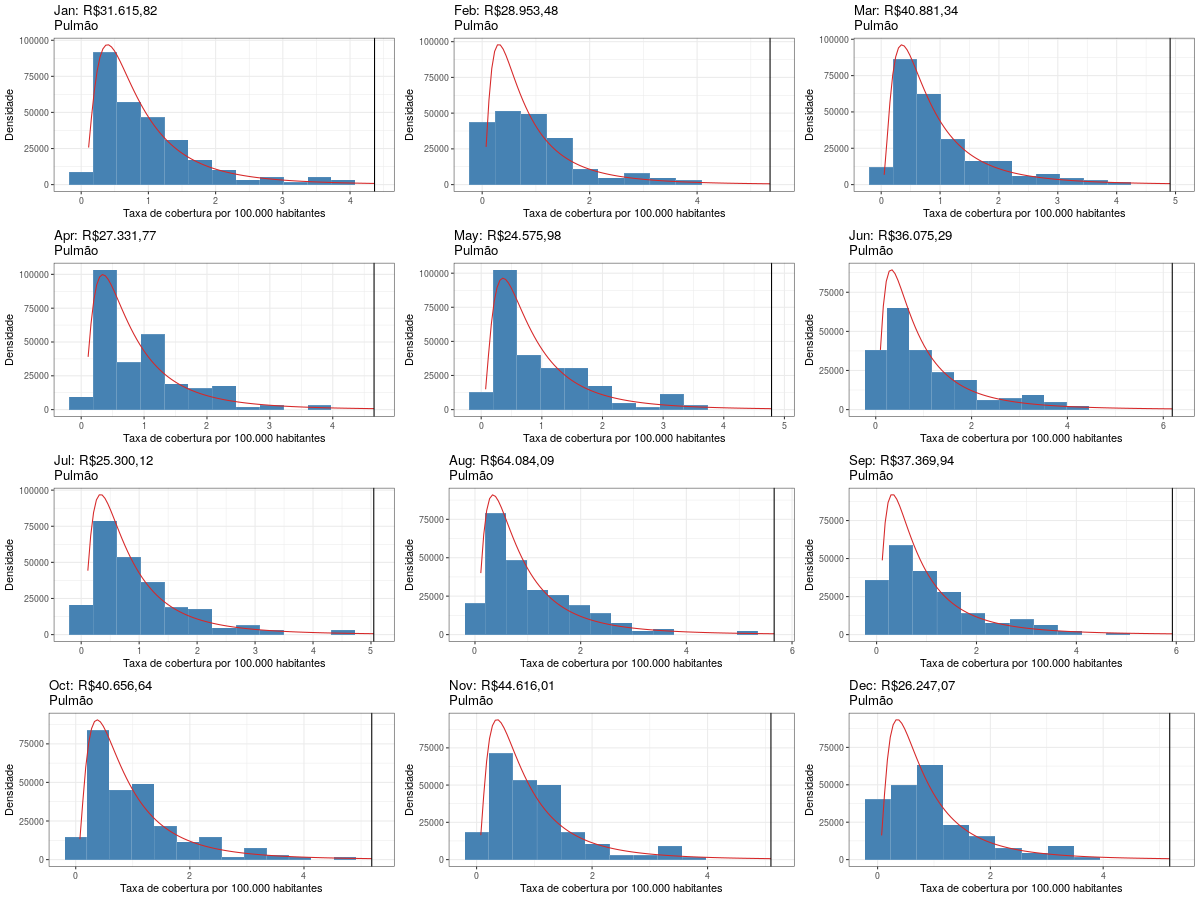 Jan: R$31.615,82
Pulmão
100000
75000
50000
25000
0
Densidade
0 1 2 3 4
Taxa de cobertura por 100.000 habitantes
Feb: R$28.953,48
Pulmão
100000
75000
50000
25000
0
Densidade
0 2 4
Taxa de cobertura por 100.000 habitantes
Mar: R$40.881,34
Pulmão
100000
75000
50000
25000
0
Densidade
0 1 2 3 4 5
Taxa de cobertura por 100.000 habitantes
Apr: R$27.331,77
Pulmão
100000
75000
50000
25000
0
Densidade
0 1 2 3 4
Taxa de cobertura por 100.000 habitantes
May: R$24.575,98
Pulmão
100000
75000
50000
25000
0
Densidade
0 1 2 3 4 5
Taxa de cobertura por 100.000 habitantes
Jun: R$36.075,29
Pulmão
75000
50000
25000
0
Densidade
0 2 4 6
Taxa de cobertura por 100.000 habitantes
Jul: R$25.300,12
Pulmão
100000
75000
50000
25000
0
Densidade
0 1 2 3 4 5
Taxa de cobertura por 100.000 habitantes
Aug: R$64.084,09
Pulmão
75000
50000
25000
0
Densidade
0 2 4 6
Taxa de cobertura por 100.000 habitantes
Sep: R$37.369,94
Pulmão
75000
50000
25000
0
Densidade
0 2 4 6
Taxa de cobertura por 100.000 habitantes
Oct: R$40.656,64
Pulmão
75000
50000
25000
0
Densidade
0 2 4
Taxa de cobertura por 100.000 habitantes
Nov: R$44.616,01
Pulmão
75000
50000
25000
0
Densidade
0 2 4
Taxa de cobertura por 100.000 habitantes
Dec: R$26.247,07
Pulmão
75000
50000
25000
0
Densidade
0 2 4
Taxa de cobertura por 100.000 habitantes